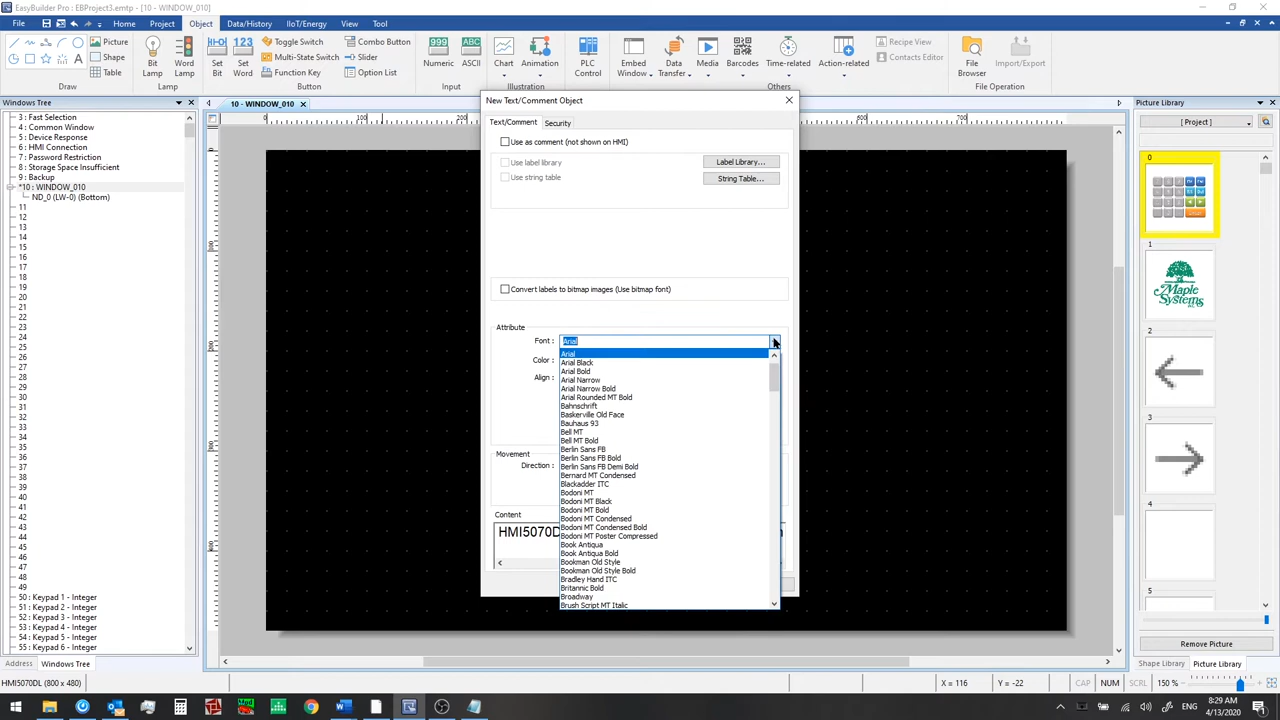 EasyBuilder Pro : EBProject3.emtp - [10 - WINDOW_010]
File Home Project Object Data/History IIoT/Energy View Tool
Picture
Shape
Table
Draw
Bit Lamp
Word Lamp
Lamp
Set Bit
Set Word
Toggle Switch
Multi-State Switch
Function Key
Combo Button
Slider
Option List
Button
Numeric
ASCII
Input
Chart
Animation
Illustration
PLC Control
Embed Window
Data Transfer
Media
Barcodes
Time-related
Action-related
Recipe View
Contacts Editor
Others
File Browser
Import/Export
File Operation
Windows Tree
3 : Fast Selection
4 : Common Window
5 : Device Response
6 : HMI Connection
7 : Password Restriction
8 : Storage Space Insufficient
9 : Backup
*10 : WINDOW_010
ND_0 (LW-0) (Bottom)
11
12
13
14
15
16
17
18
19
20
21
22
23
24
25
26
27
28
29
30
31
32
33
34
35
36
37
38
39
40
41
42
43
44
45
46
47
48
49
50 : Keypad 1 - Integer
51 : Keypad 2 - Integer
52 : Keypad 3 - Integer
53 : Keypad 4 - Integer
54 : Keypad 5 - Integer
55 : Keypad 6 - Integer
Address Windows Tree
10 - WINDOW_010
New Text/Comment Object
Text/Comment Security
Use as comment (not shown on HMI)
Use label library
Label Library...
Use string table
String Table...
Convert labels to bitmap images (Use bitmap font)
Attribute
Font : Arial
Color :
Align :
Movement
Direction :
Content
HMI5070D
Arial
Arial Black
Arial Bold
Arial Narrow
Arial Narrow Bold
Arial Rounded MT Bold
Bahnschrift
Baskerville Old Face
Bauhaus 93
Bell MT
Bell MT Bold
Berlin Sans FB
Berlin Sans FB Bold
Berlin Sans FB Demi Bold
Bernard MT Condensed
Blackadder ITC
Bodoni MT
Bodoni MT Black
Bodoni MT Bold
Bodoni MT Condensed
Bodoni MT Condensed Bold
Bodoni MT Poster Compressed
Book Antiqua
Book Antiqua Bold
Bookman Old Style
Bookman Old Style Bold
Bradley Hand ITC
Britannic Bold
Broadway
Brush Script MT Italic
Picture Library
[ Project ]
0
1
Maple Systems
2
3
4
5
Remove Picture
Shape Library Picture Library
HMI5070DL (800 x 480)
X = 116 Y = -22
CAP NUM SCRL 150 %
8:29 AM
4/13/2020